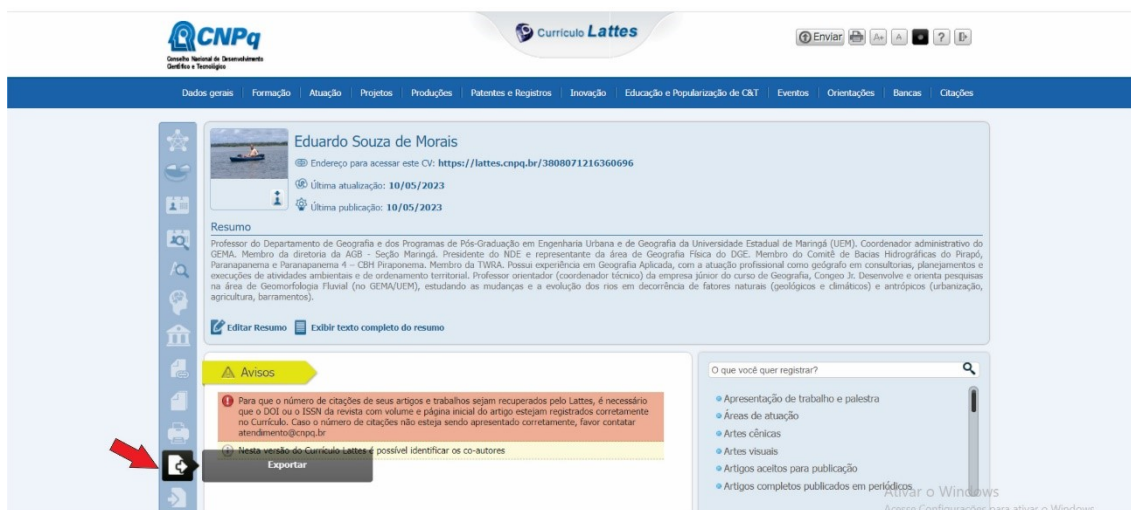 CNPq
Conselho Nacional de Desenvolvimento
Científico e Tecnológico
Currículo Lattes
Enviar
A+ A ?
Dados gerais Formação Atuação Projetos Produções Patentes e Registros Inovação Educação e Popularização de C&T Eventos Orientações Bancas Citações
Eduardo Souza de Morais
Endereço para acessar este CV: https://lattes.cnpq.br/3808071216360696
Última atualização: 10/05/2023
Última publicação: 10/05/2023
Resumo
Professor do Departamento de Geografia e dos Programas de Pós-Graduação em Engenharia Urbana e de Geografia da Universidade Estadual de Maringá (UEM). Coordenador administrativo do
GEMA. Membro da diretoria da AGB - Seção Maringá. Presidente do NDE e representante da área de Geografia Física do DGE. Membro do Comitê de Bacias Hidrográficas do Pirapó,
Paranapanema e Paranapanema 4 – CBH Piraponema. Membro da TWRA. Possui experiência em Geografia Aplicada, com a atuação profissional como geógrafo em consultorias, planejamentos e
execuções de atividades ambientais e de ordenamento territorial. Professor orientador (coordenador técnico) da empresa júnior do curso de Geografia, Congeo Jr. Desenvolve e orienta pesquisas
na área de Geomorfologia Fluvial (no GEMA/UEM), estudando as mudanças e a evolução dos rios em decorrência de fatores naturais (geológicos e climáticos) e antrópicos (urbanização,
agricultura, barramentos).
Editar Resumo Exibir texto completo do resumo
Avisos
Para que o número de citações de seus artigos e trabalhos sejam recuperados pelo Lattes, é necessário
que o DOI ou o ISSN da revista com volume e página inicial do artigo estejam registrados corretamente
no Currículo. Caso o número de citações não esteja sendo apresentado corretamente, favor contatar
atendimento@cnpq.br
Nesta versão do Currículo Lattes é possível identificar os co-autores
Exportar
O que você quer registrar?
Apresentação de trabalho e palestra
Áreas de atuação
Artes cênicas
Artes visuais
Artigos aceitos para publicação
Artigos completos publicados em periódicos
Ativar o Windows
Acesse Configurações para ativar o Windows.